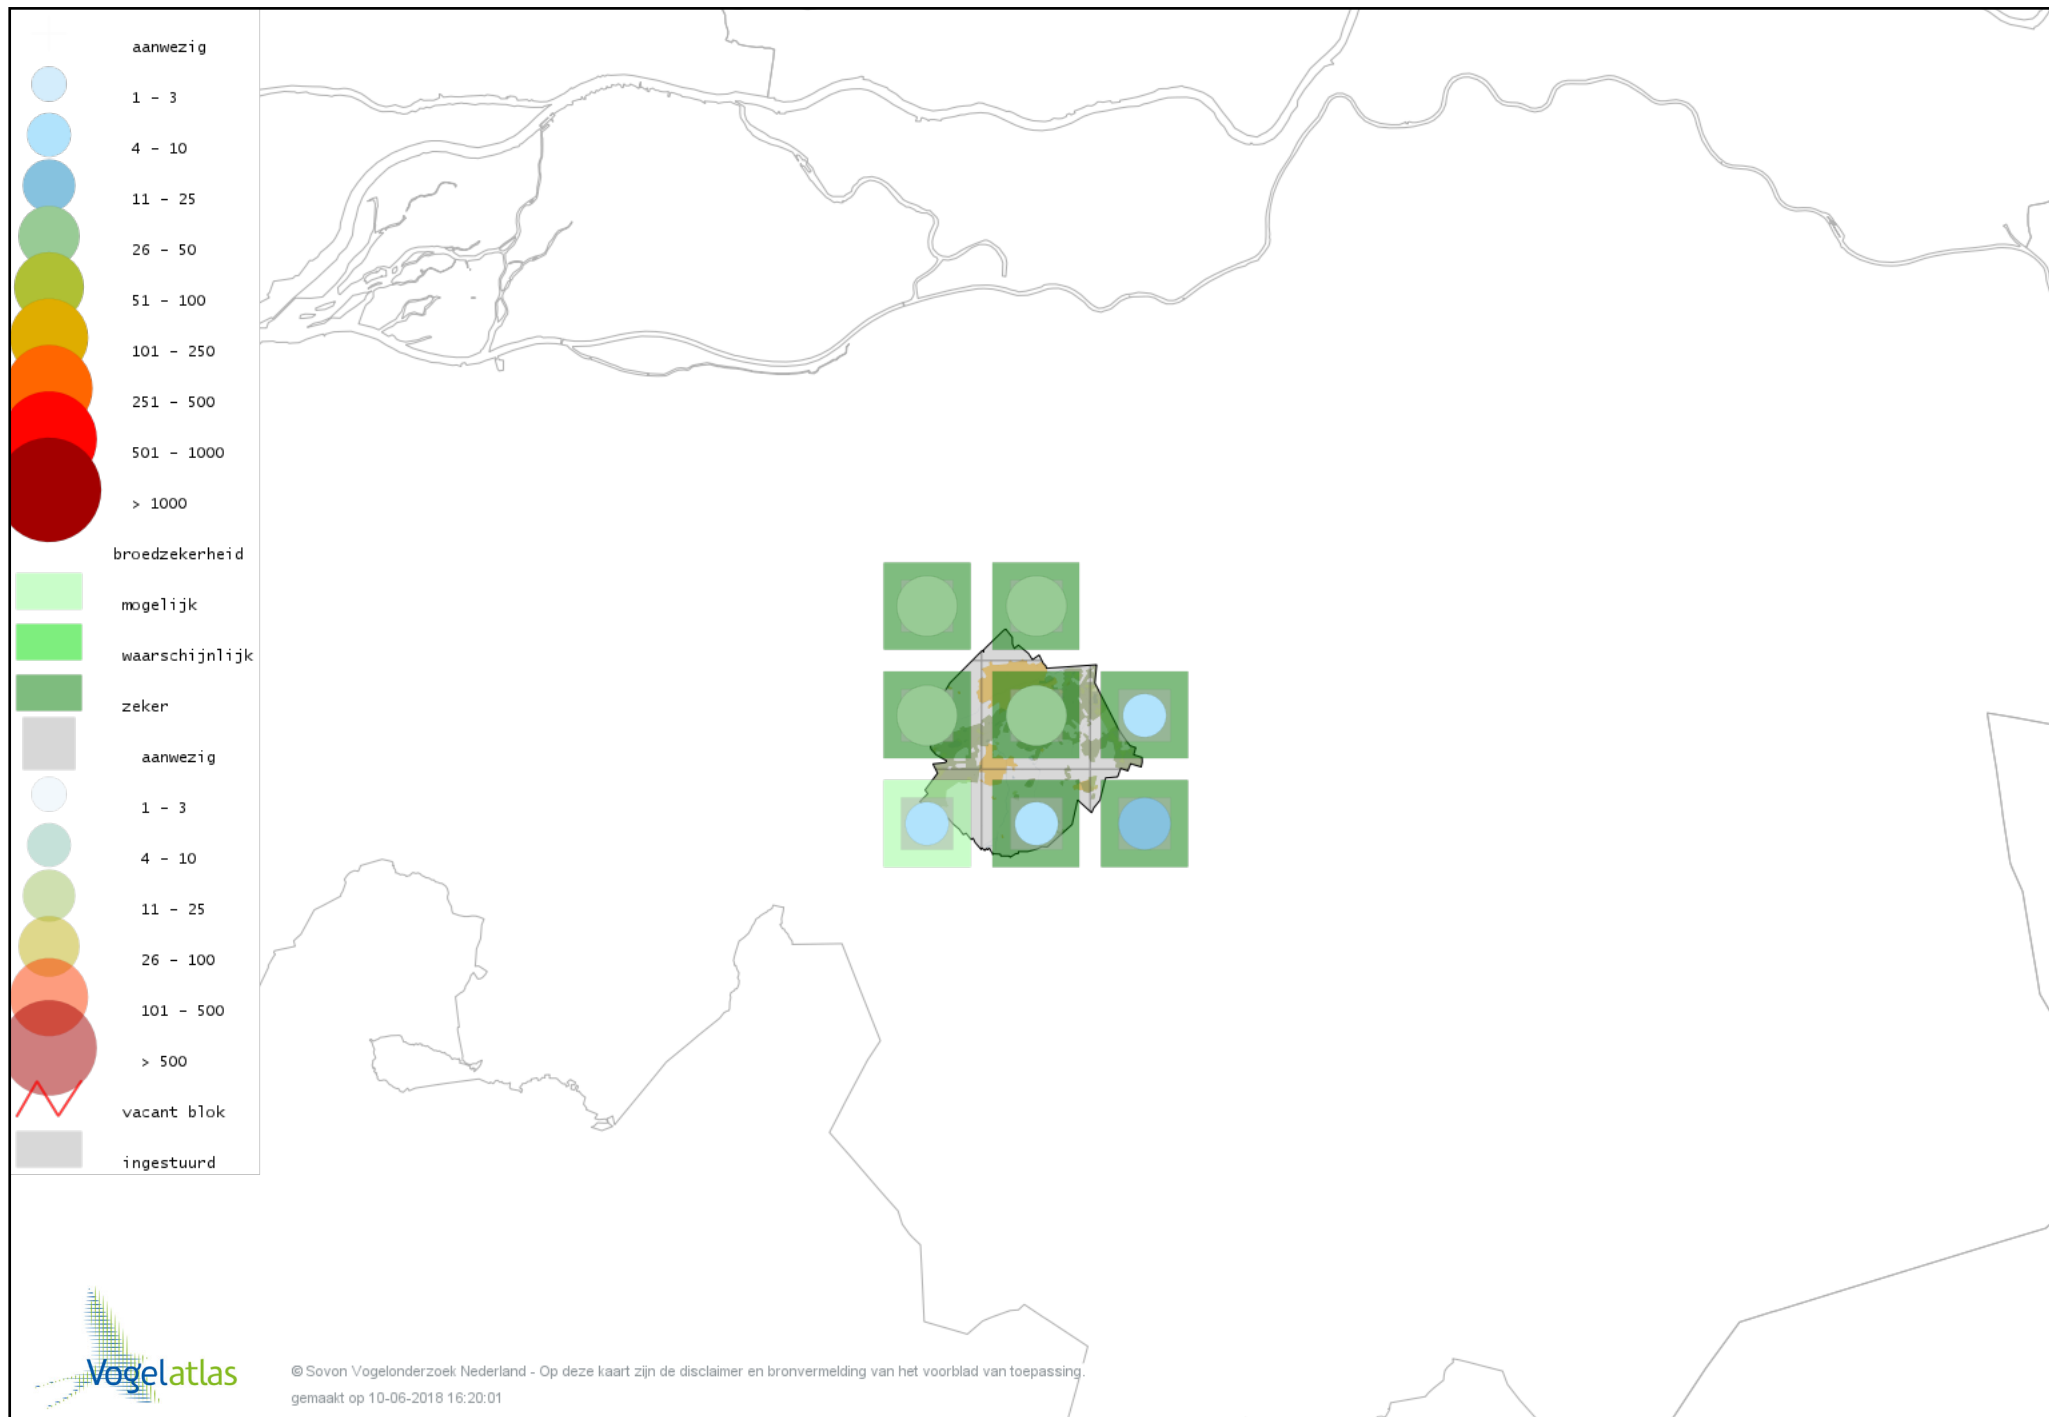 aanwezig
1 - 3
4 - 10
11 - 25
26 - 50
51 - 100
101 - 250
251 - 500
501 - 1000
> 1000
broedzekerheid
mogelijk
waarschijnlijk
zeker
aanwezig
1 - 3
4 - 10
11 - 25
26 - 100
101 - 500
> 500
vacant blok
ingestuurd
Vogelatlas
© Sovon Vogelonderzoek Nederland - Op deze kaart zijn de disclaimer en bronvermelding van het voorblad van toepassing.
gemaakt op 10-06-2018 16:20:01